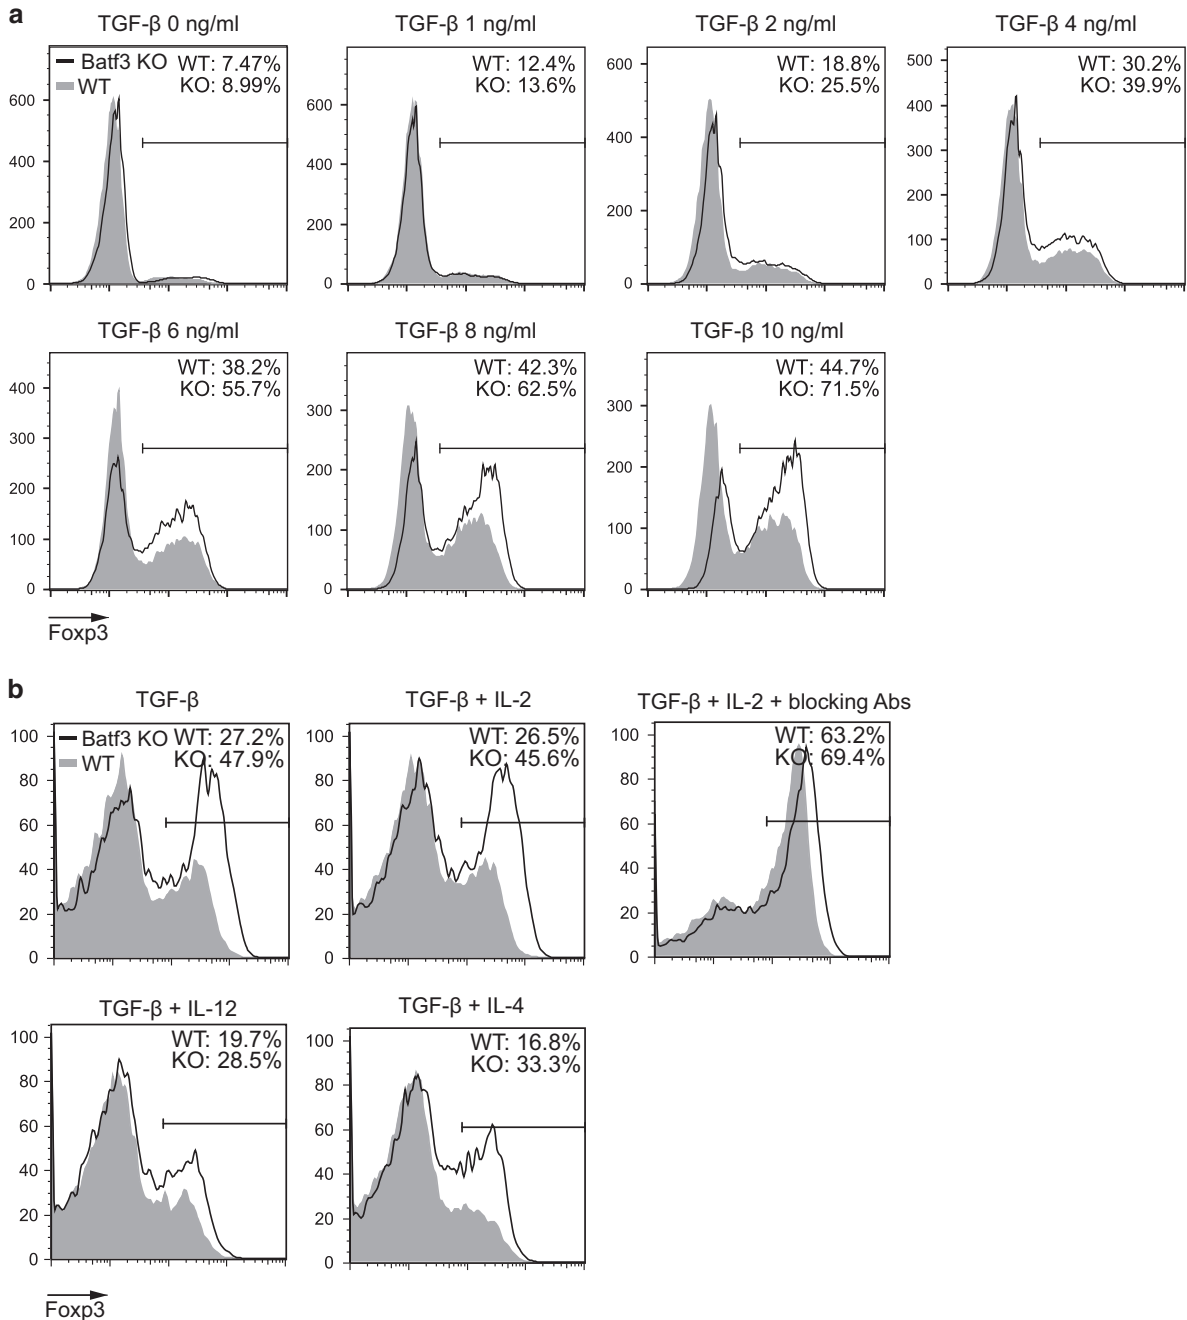 a
TGF-β 0 ng/ml
Batf3 KO
WT
WT: 7.47%
KO: 8.99%
600
400
200
0
TGF-β 1 ng/ml
WT: 12.4%
KO: 13.6%
600
400
200
0
TGF-β 2 ng/ml
WT: 18.8%
KO: 25.5%
600
400
200
0
TGF-β 4 ng/ml
WT: 30.2%
KO: 39.9%
500
400
300
200
100
0
TGF-β 6 ng/ml
WT: 38.2%
KO: 55.7%
400
300
200
100
0
TGF-β 8 ng/ml
WT: 42.3%
KO: 62.5%
300
200
100
0
TGF-β 10 ng/ml
WT: 44.7%
KO: 71.5%
300
200
100
0
Foxp3
b
TGF-β
Batf3 KO
WT
WT: 27.2%
KO: 47.9%
100
80
60
40
20
0
TGF-β + IL-2
WT: 26.5%
KO: 45.6%
100
80
60
40
20
0
TGF-β + IL-2 + blocking Abs
WT: 63.2%
KO: 69.4%
100
80
60
40
20
0
TGF-β + IL-12
WT: 19.7%
KO: 28.5%
100
80
60
40
20
0
TGF-β + IL-4
WT: 16.8%
KO: 33.3%
100
80
60
40
20
0
Foxp3